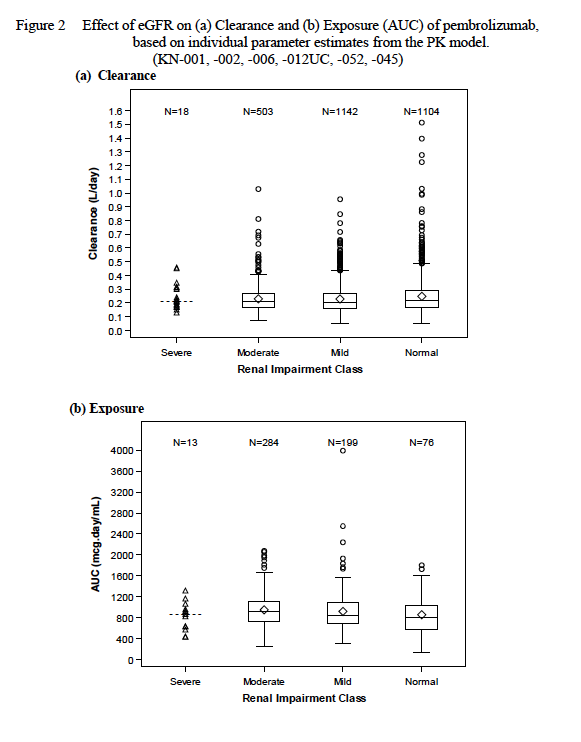 Figure 2 Effect of eGFR on (a) Clearance and (b) Exposure (AUC) of pembrolizumab,
based on individual parameter estimates from the PK model.
(KN-001, -002, -006, -012UC, -052, -045)
(a) Clearance
N=18 N=503 N=1142 N=1104
1.6
1.5
1.4
1.3
1.2
1.1
1.0
0.9
0.8
0.7
0.6
0.5
0.4
0.3
0.2
0.1
0.0
Clearance (L/day)
Severe Moderate Mild Normal
Renal Impairment Class
(b) Exposure
N=13 N=284 N=199 N=76
4000
3600
3200
2800
2400
2000
1600
1200
800
400
0
AUC (mcg.day/mL)
Severe Moderate Mild Normal
Renal Impairment Class